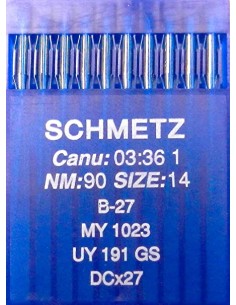 SCHMETZ
Canu: 03:36 1
NM:90 SIZE:14
B-27
MY 1023
UY 191 GS
DCx27